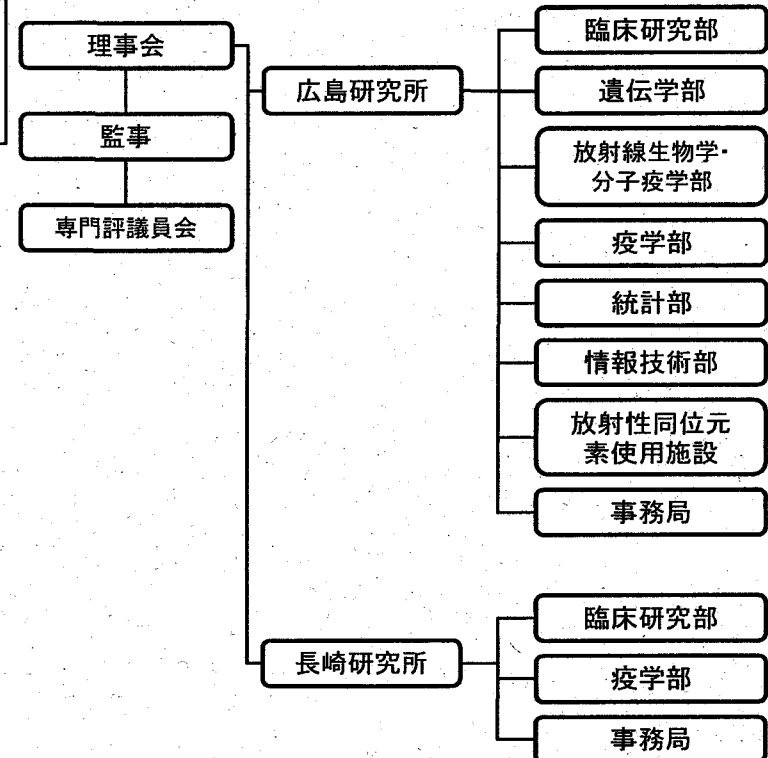 理事会
監事
専門評議員会
広島研究所
臨床研究部
遺伝学部
放射線生物学・
分子疫学部
疫学部
統計部
情報技術部
放射性同位元
素使用施設
事務局
長崎研究所
臨床研究部
疫学部
事務局